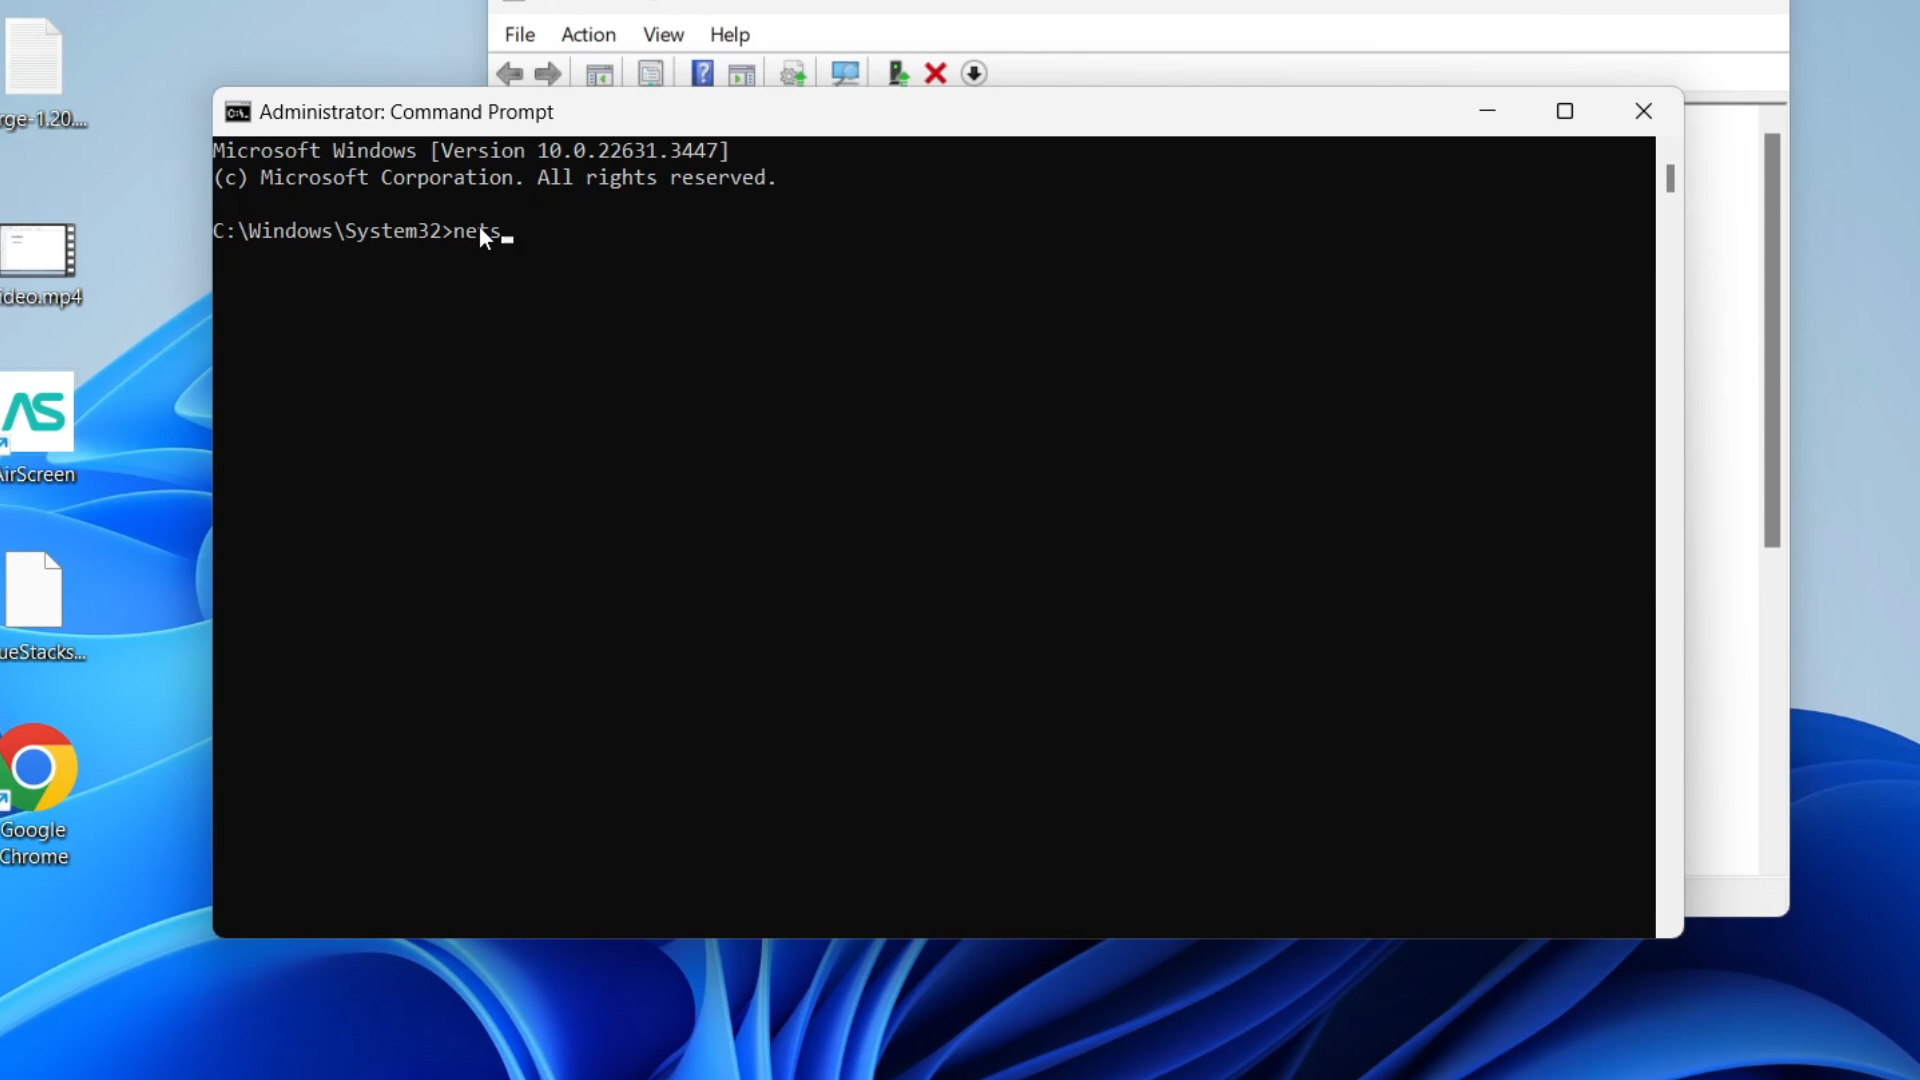 File Action View Help
rge-1.20....
Administrator: Command Prompt
Microsoft Windows [Version 10.0.22631.3447]
(c) Microsoft Corporation. All rights reserved.
C:\Windows\System32>nets_
ideo.mp4
AS
AirScreen
ueStacks...
Google
Chrome